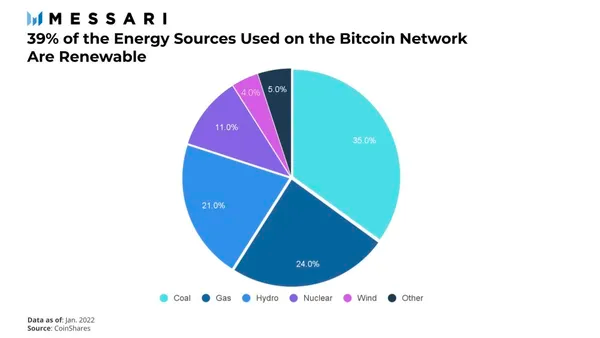 MESSARI
39% of the Energy Sources Used on the Bitcoin Network
Are Renewable
5.0%
4.0%
35.0%
11.0%
21.0%
24.0%
Coal Gas Hydro Nuclear Wind Other
Data as of: Jan. 2022
Source: CoinShares